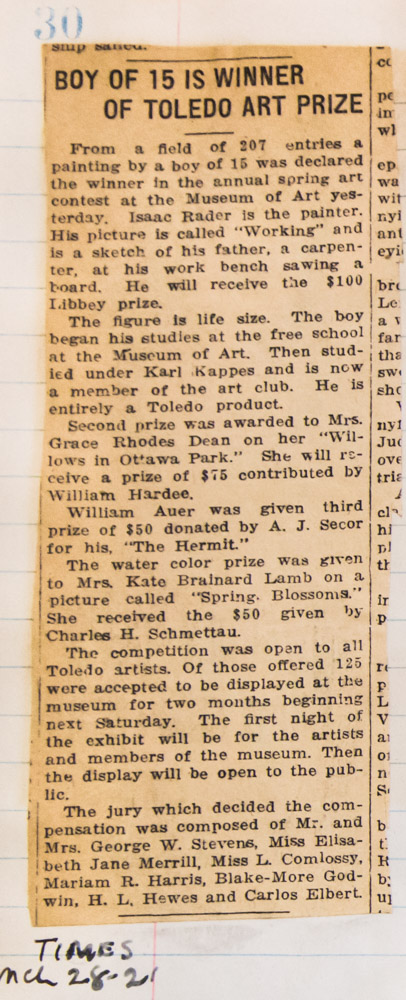 30
ship sailed.
BOY OF 15 IS WINNER
OF TOLEDO ART PRIZE
From a field of 207 entries a
painting by a boy of 15 was declared
the winner in the annual spring art
contest at the Museum of Art yes-
terday. Isaac Rader is the painter.
His picture is called "Working" and
is a sketch of his father, a carpen-
ter, at his work bench sawing a
board. He will receive the $100
Libbey prize.
The figure is life size. The boy
began his studies at the free school
at the Museum of Art. Then stud-
ied under Karl Kappes and is now
a member of the art club. He is
entirely a Toledo product.
Second prize was awarded to Mrs.
Grace Rhodes Dean on her "Wil-
lows in Ottawa Park." She will re-
ceive a prize of $75 contributed by
William Hardee.
William Auer was given third
prize of $50 donated by A. J. Secor
for his, "The Hermit."
The water color prize was given
to Mrs. Kate Brainard Lamb on a
picture called "Spring Blossoms."
She received the $50 given by
Charles H. Schmettau.
The competition was open to all
Toledo artists. Of those offered 125
were accepted to be displayed at the
museum for two months beginning
next Saturday. The first night of
the exhibit will be for the artists
and members of the museum. Then
the display will be open to the pub-
lic.
The jury which decided the com-
pensation was composed of Mr. and
Mrs. George W. Stevens, Miss Elisa-
beth Jane Merrill, Miss L. Comlossy,
Mariam R. Harris, Blake-More God-
win, H. L. Hewes and Carlos Elbert.
TIMES
Mch 28-21